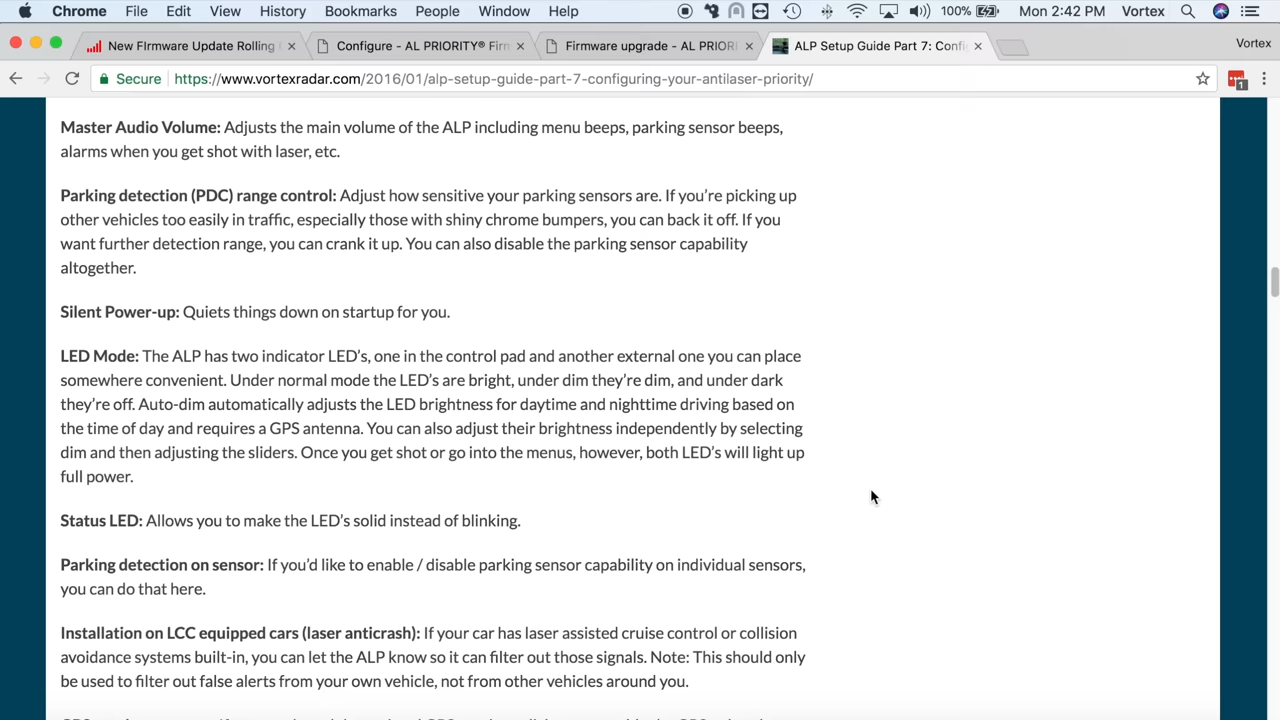 Chrome File Edit View History Bookmarks People Window Help 100% Mon 2:42 PM Vortex
New FIrmware Update Rolling
Configure - AL PRIORITY® Firm
Firmware upgrade - AL PRIORI
ALP Setup Guide Part 7: Config
Vortex
Secure https://www.vortexradar.com/2016/01/alp-setup-guide-part-7-configuring-your-antilaser-priority/
1
Master Audio Volume: Adjusts the main volume of the ALP including menu beeps, parking sensor beeps,
alarms when you get shot with laser, etc.
Parking detection (PDC) range control: Adjust how sensitive your parking sensors are. If you're picking up
other vehicles too easily in traffic, especially those with shiny chrome bumpers, you can back it off. If you
want further detection range, you can crank it up. You can also disable the parking sensor capability
altogether.
Silent Power-up: Quiets things down on startup for you.
LED Mode: The ALP has two indicator LED's, one in the control pad and another external one you can place
somewhere convenient. Under normal mode the LED's are bright, under dim they're dim, and under dark
they're off. Auto-dim automatically adjusts the LED brightness for daytime and nighttime driving based on
the time of day and requires a GPS antenna. You can also adjust their brightness independently by selecting
dim and then adjusting the sliders. Once you get shot or go into the menus, however, both LED's will light up
full power.
Status LED: Allows you to make the LED's solid instead of blinking.
Parking detection on sensor: If you'd like to enable / disable parking sensor capability on individual sensors,
you can do that here.
Installation on LCC equipped cars (laser anticrash): If your car has laser assisted cruise control or collision
avoidance systems built-in, you can let the ALP know so it can filter out those signals. Note: This should only
be used to filter out false alerts from your own vehicle, not from other vehicles around you.